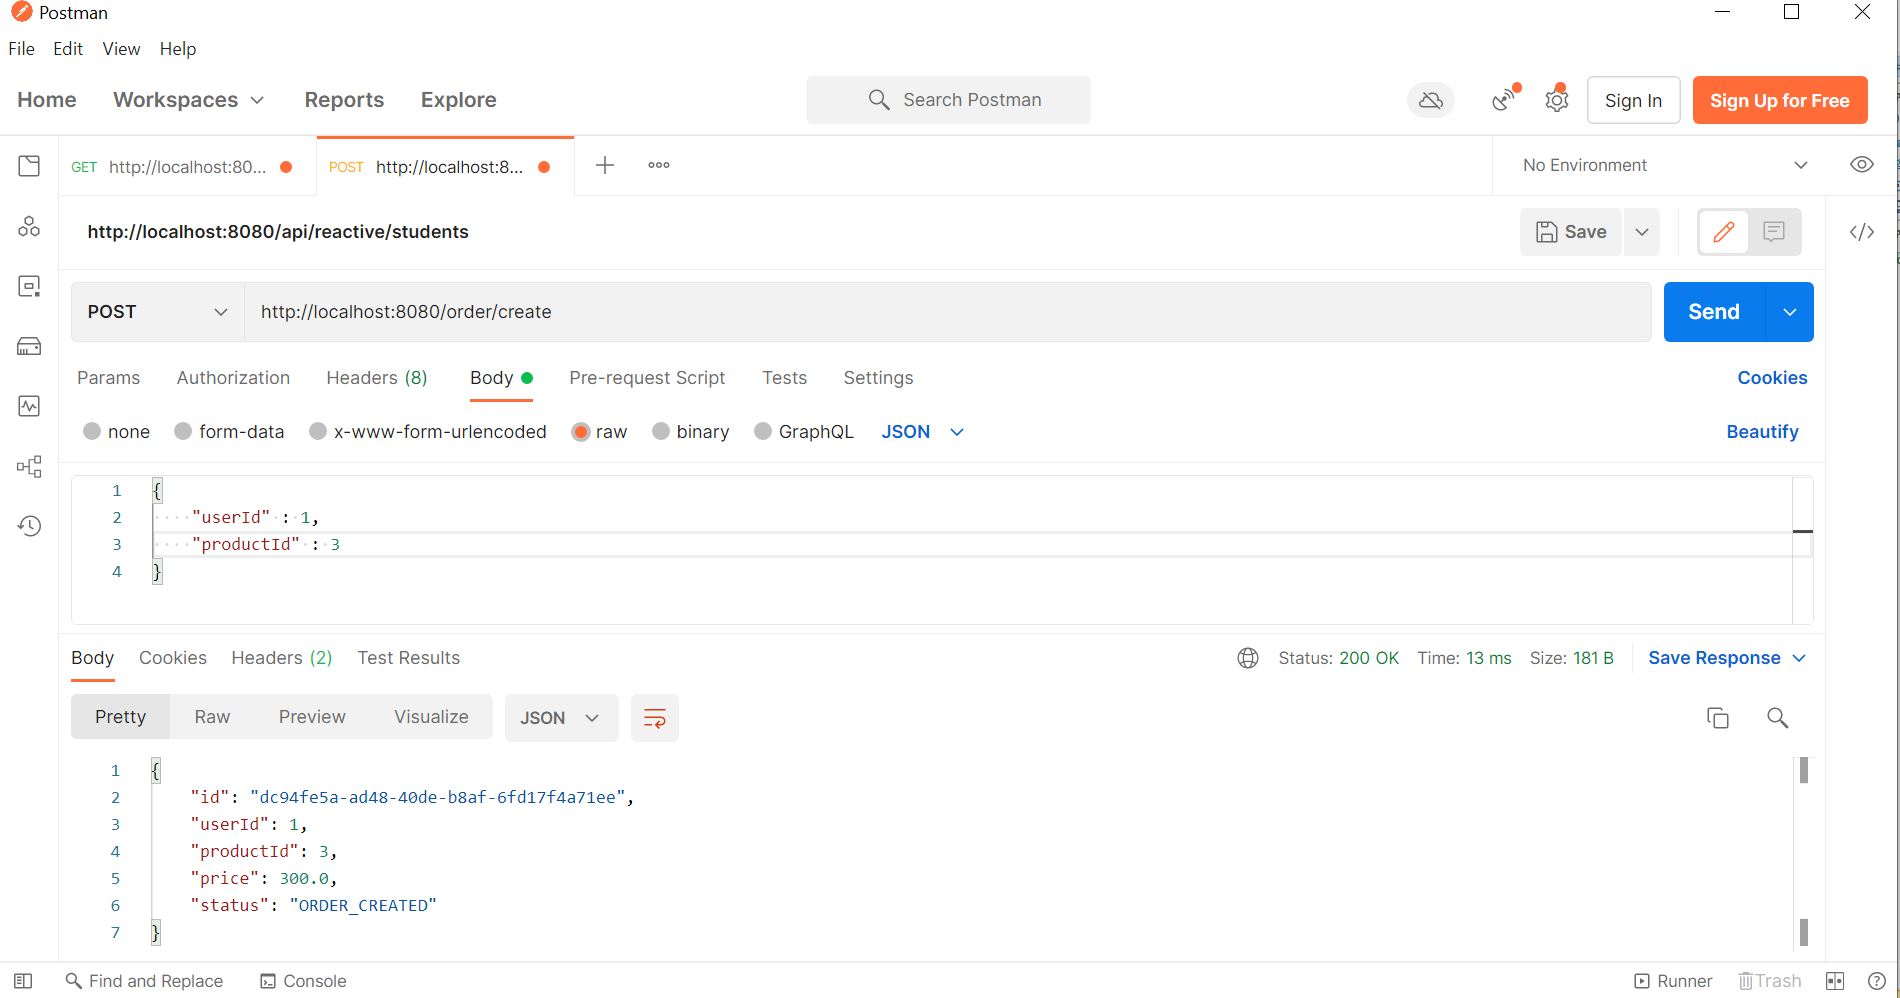 Postman
File Edit View Help
Home Workspaces Reports Explore Search Postman Sign In Sign Up for Free
GET http://localhost:80... POST http://localhost:8... No Environment
http://localhost:8080/api/reactive/students Save
POST http://localhost:8080/order/create Send
Params Authorization Headers (8) Body Pre-request Script Tests Settings Cookies
none form-data x-www-form-urlencoded raw binary GraphQL JSON Beautify
1 {
2 "userId" : 1,
3 "productId" : 3
4 }
Body Cookies Headers (2) Test Results Status: 200 OK Time: 13 ms Size: 181 B Save Response
Pretty Raw Preview Visualize JSON
1 {
2 "id": "dc94fe5a-ad48-40de-b8af-6fd17f4a71ee",
3 "userId": 1,
4 "productId": 3,
5 "price": 300.0,
6 "status": "ORDER_CREATED"
7 }
Find and Replace Console Runner Trash